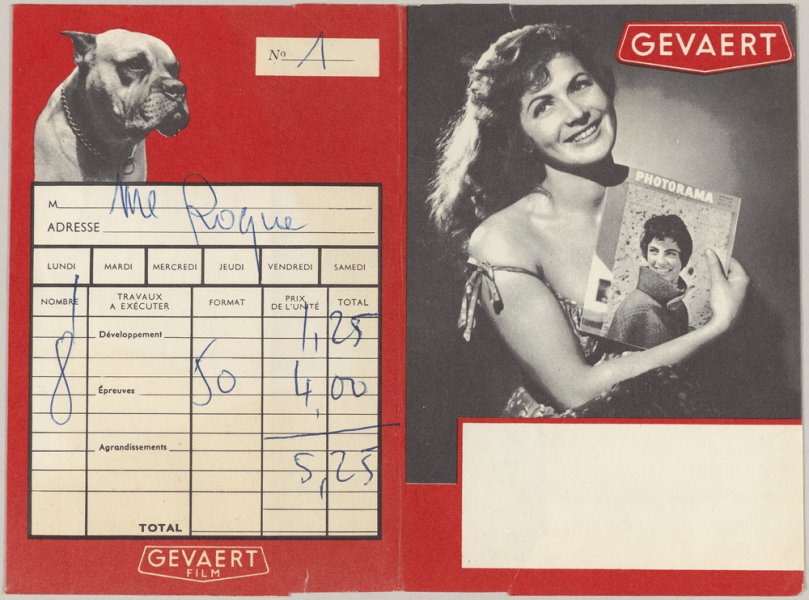 Nº 1
M Me Roque
ADRESSE
LUNDI MARDI MERCREDI JEUDI VENDREDI SAMEDI
NOMBRE TRAVAUX A EXÉCUTER FORMAT PRIX DE L'UNITÉ TOTAL
Développement 1,25
8 Épreuves 50 4,00
Agrandissements 5,25
TOTAL
GEVAERT
FILM
GEVAERT
PHOTORAMA